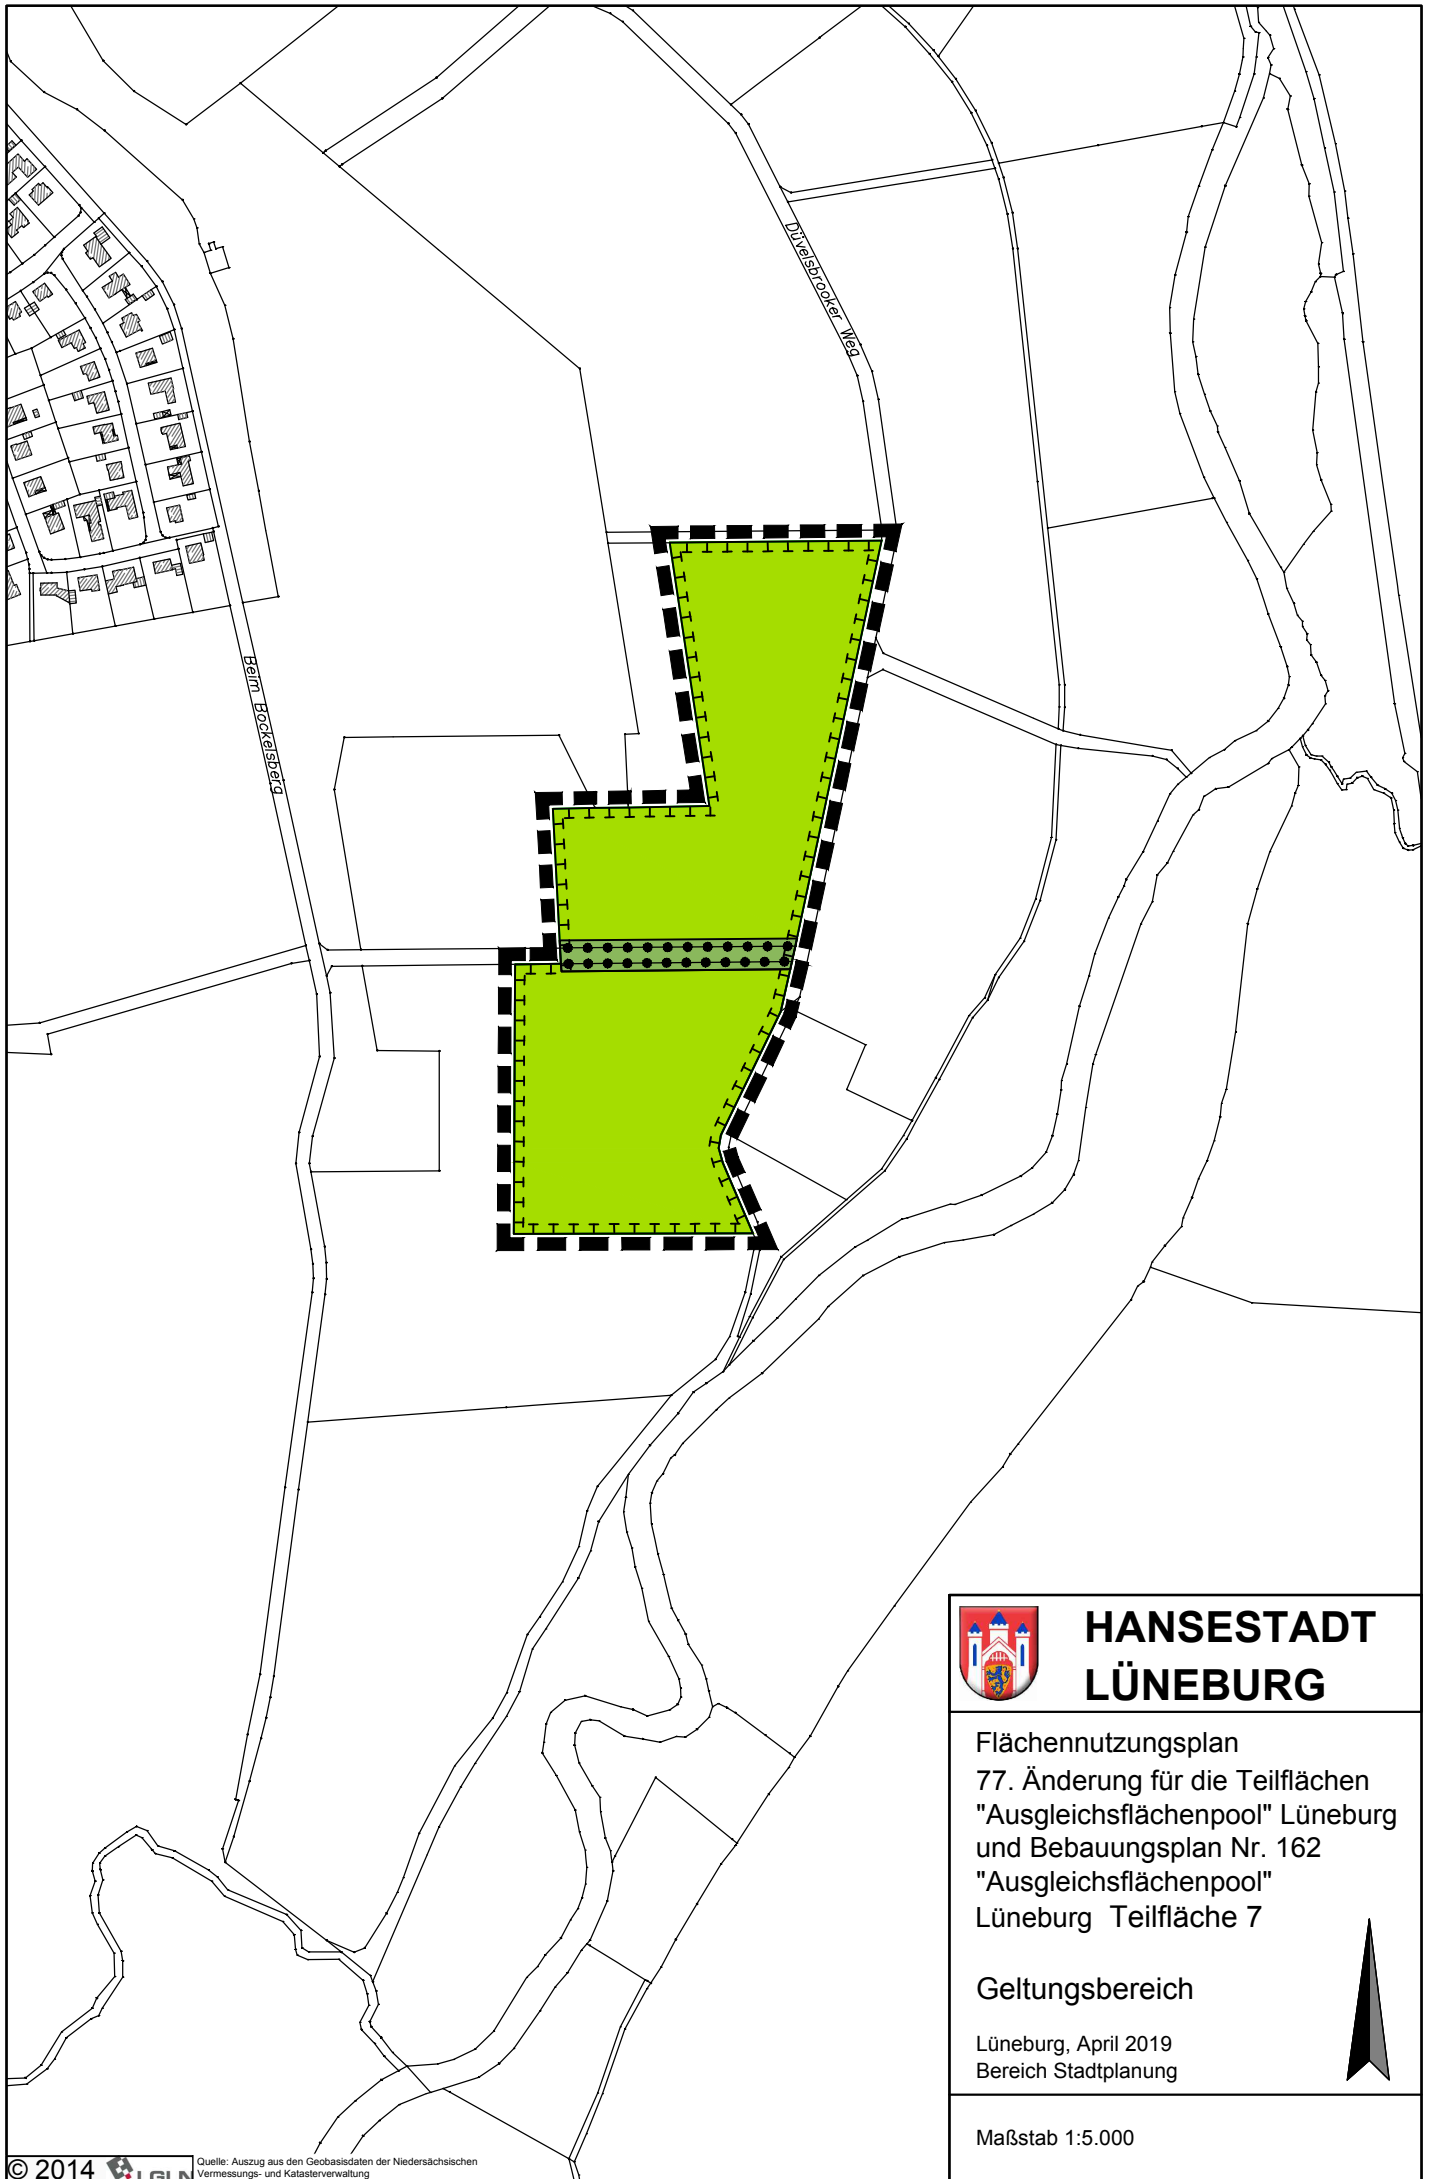 Düvelsbrooker Weg
Beim Bockelsberg
HANSESTADT
LÜNEBURG
Flächennutzungsplan
77. Änderung für die Teilflächen
"Ausgleichsflächenpool" Lüneburg
und Bebauungsplan Nr. 162
"Ausgleichsflächenpool"
Lüneburg Teilfläche 7
Geltungsbereich
Lüneburg, April 2019
Bereich Stadtplanung
Maßstab 1:5.000
© 2014 LGLN
Quelle: Auszug aus den Geobasisdaten der Niedersächsischen
Vermessungs- und Katasterverwaltung